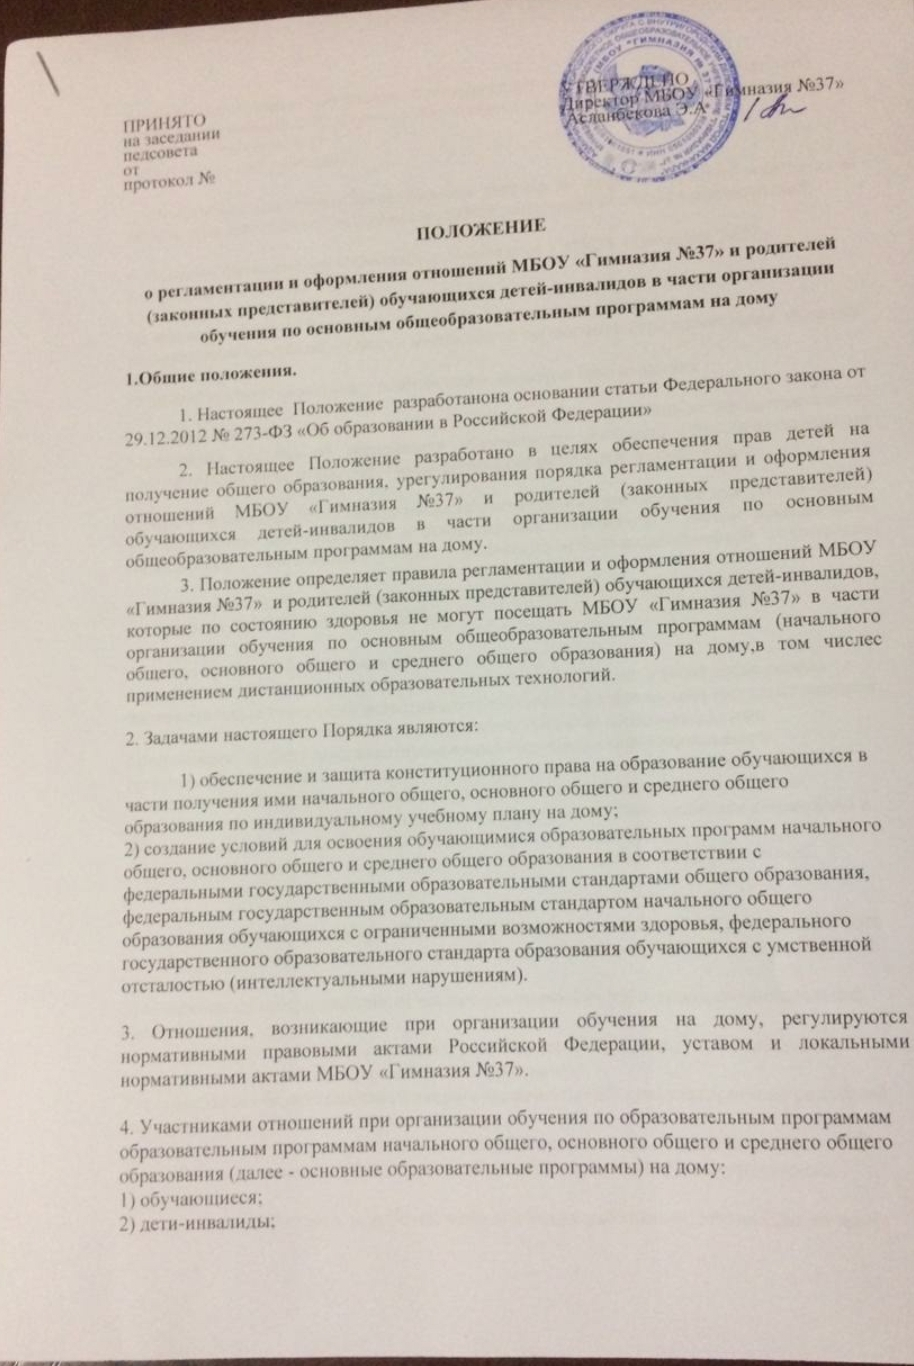 УТВЕРЖДЕНО
Директор МБОУ «Гимназия №37»
Асланбекова Э.А
ПРИНЯТО
на заседании
педсовета
от
протокол №
ПОЛОЖЕНИЕ
о регламентации и оформления отношений МБОУ «Гимназия №37» и родителей
(законных представителей) обучающихся детей-инвалидов в части организации
обучения по основным общеобразовательным программам на дому
1.Общие положения.
1. Настоящее Положение разработанона основании статьи Федерального закона от
29.12.2012 № 273-ФЗ «Об образовании в Российской Федерации»
2. Настоящее Положение разработано в целях обеспечения прав детей на
получение общего образования, урегулирования порядка регламентации и оформления
отношений МБОУ «Гимназия №37» и родителей (законных представителей)
обучающихся детей-инвалидов в части организации обучения по основным
общеобразовательным программам на дому.
3. Положение определяет правила регламентации и оформления отношений МБОУ
«Гимназия №37» и родителей (законных представителей) обучающихся детей-инвалидов,
которые по состоянию здоровья не могут посещать МБОУ «Гимназия №37» в части
организации обучения по основным общеобразовательным программам (начального
общего, основного общего и среднего общего образования) на дому,в том числес
применением дистанционных образовательных технологий.
2. Задачами настоящего Порядка являются:
1) обеспечение и защита конституционного права на образование обучающихся в
части получения ими начального общего, основного общего и среднего общего
образования по индивидуальному учебному плану на дому;
2) создание условий для освоения обучающимися образовательных программ начального
общего, основного общего и среднего общего образования в соответствии с
федеральными государственными образовательными стандартами общего образования,
федеральным государственным образовательным стандартом начального общего
образования обучающихся с ограниченными возможностями здоровья, федерального
государственного образовательного стандарта образования обучающихся с умственной
отсталостью (интеллектуальными нарушениям).
3. Отношения, возникающие при организации обучения на дому, регулируются
нормативными правовыми актами Российской Федерации, уставом и локальными
нормативными актами МБОУ «Гимназия №37».
4. Участниками отношений при организации обучения по образовательным программам
образовательным программам начального общего, основного общего и среднего общего
образования (далее - основные образовательные программы) на дому:
1) обучающиеся;
2) дети-инвалиды;